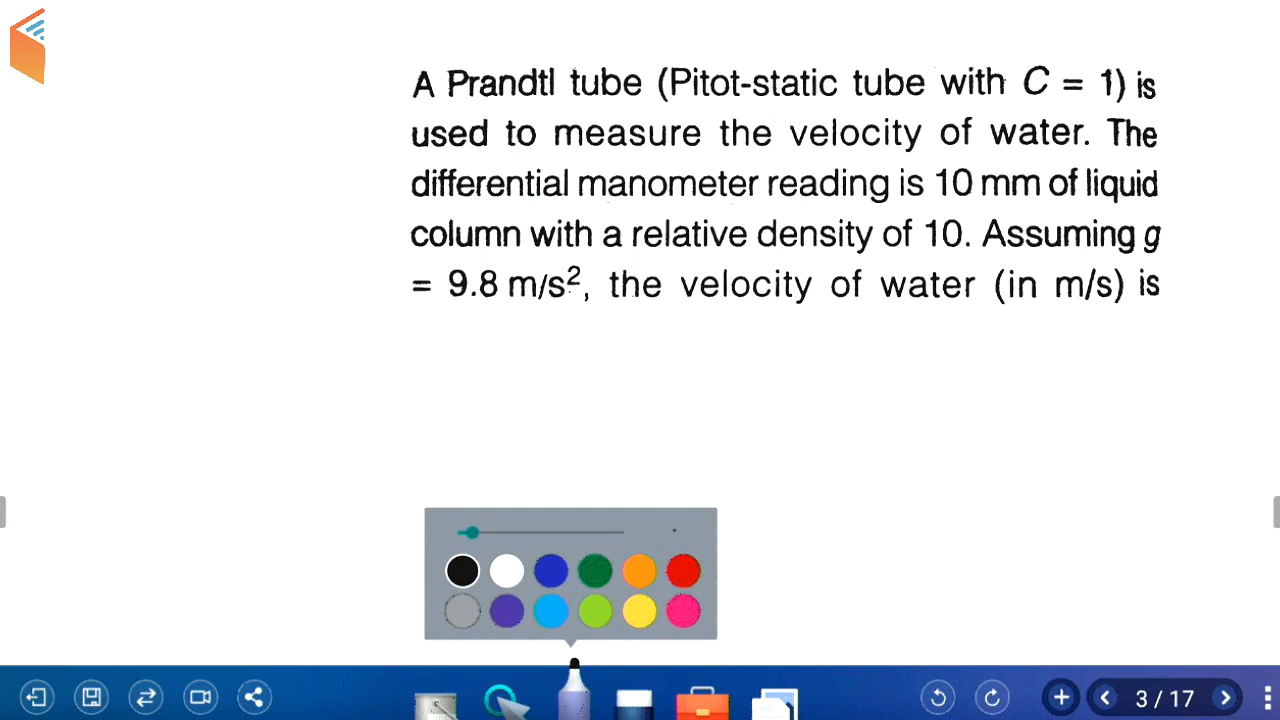 A Prandtl tube (Pitot-static tube with C = 1) is
used to measure the velocity of water. The
differential manometer reading is 10 mm of liquid
column with a relative density of 10. Assuming g
= 9.8 m/s², the velocity of water (in m/s) is
3 / 17